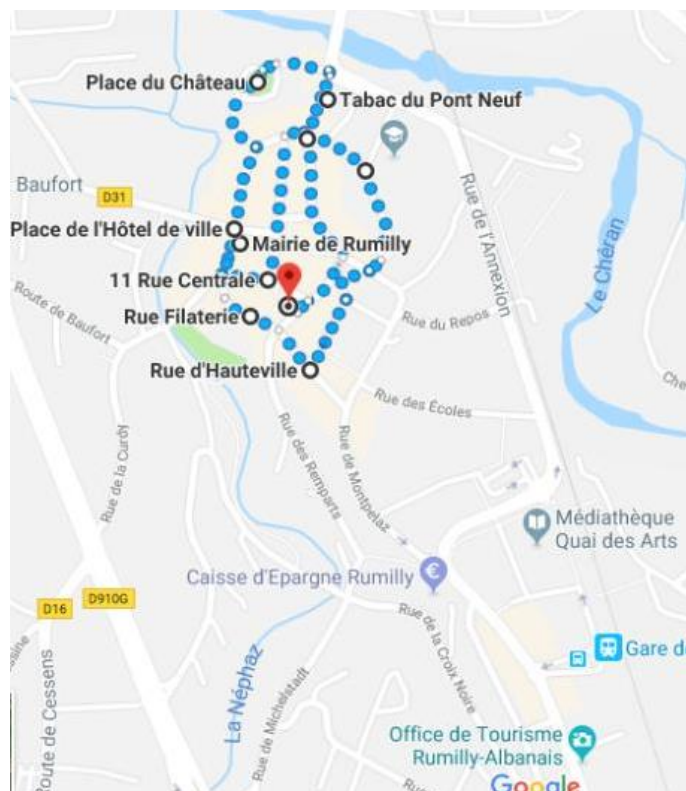 Place du Château
Tabac du Pont Neuf
Baufort
D31
Rue de l'Annexion
Le Chéran
Place de l'Hôtel de ville
Mairie de Rumilly
11 Rue Centrale
Route de Baufort
Rue Filaterie
Rue du Repos
Rue d'Hauteville
Che
Rue des Écoles
Rue de la Curdy
Rue des Remparts
Rue de Montpelaz
Médiathèque
Quai des Arts
Caisse d'Epargne Rumilly
D910G
D16
Rue de la Croix Noire
Gare de
Route de Cessens
La Néphaz
Rue de Michelstadt
Office de Tourisme
Rumilly-Albanais
Google